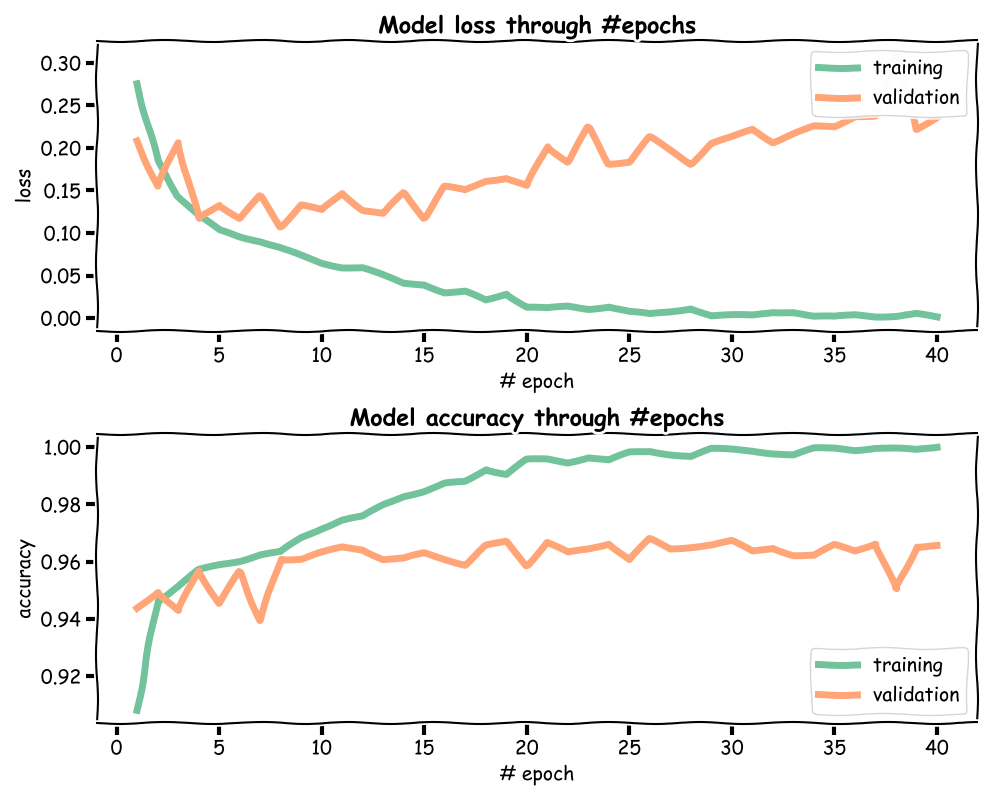 Model loss through #epochs
training
validation
loss
0.30
0.25
0.20
0.15
0.10
0.05
0.00
0 5 10 15 20 25 30 35 40
# epoch
Model accuracy through #epochs
accuracy
1.00
0.98
0.96
0.94
0.92
training
validation
0 5 10 15 20 25 30 35 40
# epoch